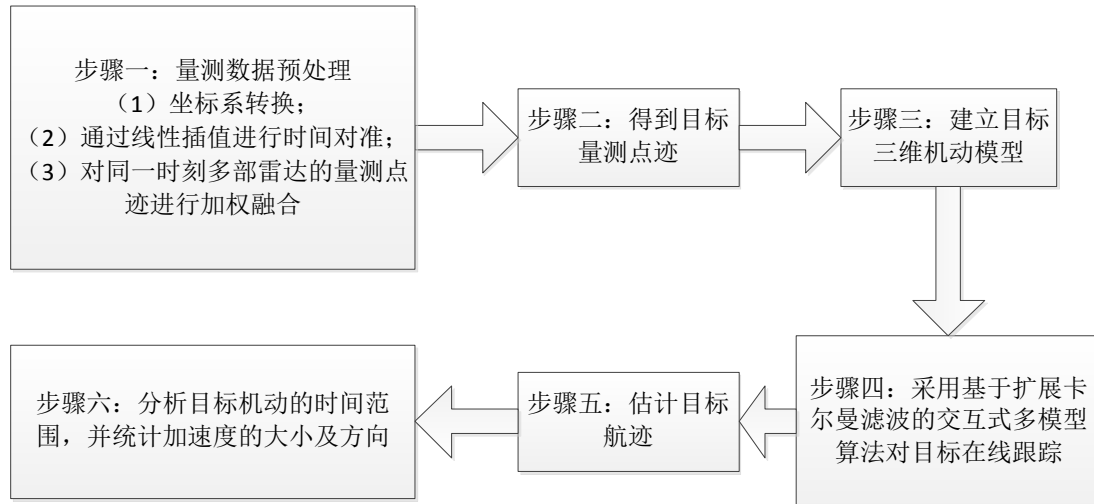 步骤一：量测数据预处理
（1）坐标系转换；
（2）通过线性插值进行时间对准；
（3）对同一时刻多部雷达的量测点
迹进行加权融合
步骤二：得到目标
量测点迹
步骤三：建立目标
三维机动模型
步骤四：采用基于扩展卡
尔曼滤波的交互式多模型
算法对目标在线跟踪
步骤五：估计目标
航迹
步骤六：分析目标机动的时间范
围，并统计加速度的大小及方向